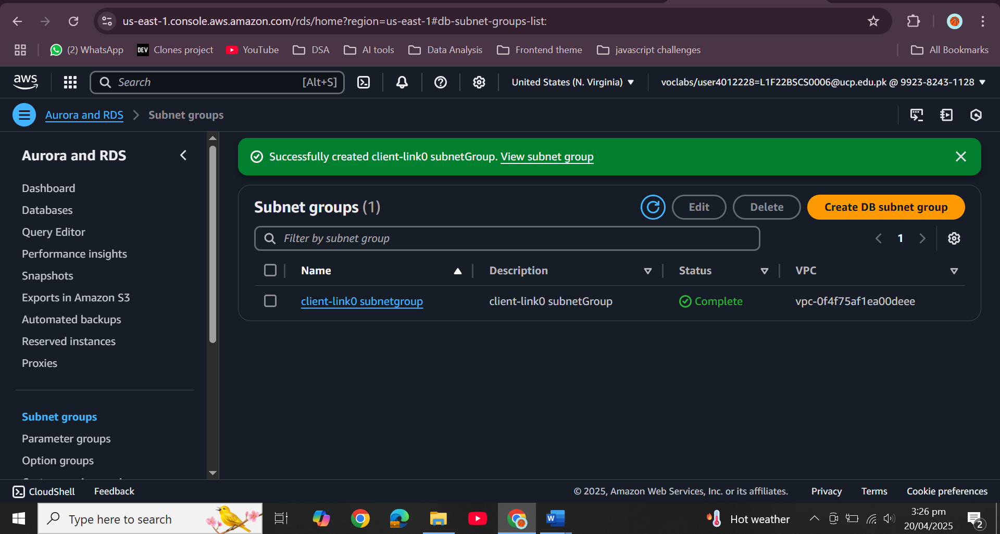 us-east-1.console.aws.amazon.com/rds/home?region=us-east-1#db-subnet-groups-list:
(2) WhatsApp
DEV Clones project
YouTube
DSA
AI tools
Data Analysis
Frontend theme
javascript challenges
All Bookmarks
aws
Search [Alt+S]
United States (N. Virginia)
voclabs/user4012228=L1F22BSCS0006@ucp.edu.pk @ 9923-8243-1128
Aurora and RDS
Subnet groups
Aurora and RDS
Dashboard
Databases
Query Editor
Performance insights
Snapshots
Exports in Amazon S3
Automated backups
Reserved instances
Proxies
Subnet groups
Parameter groups
Option groups
Successfully created client-link0 subnetGroup. View subnet group
Subnet groups (1)
Edit
Delete
Create DB subnet group
Filter by subnet group
1
Name Description Status VPC
client-link0 subnetgroup client-link0 subnetGroup Complete vpc-0f4f75af1ea00deee
CloudShell
Feedback
© 2025, Amazon Web Services, Inc. or its affiliates.
Privacy
Terms
Cookie preferences
Type here to search
W
Hot weather
3:26 pm
20/04/2025
2